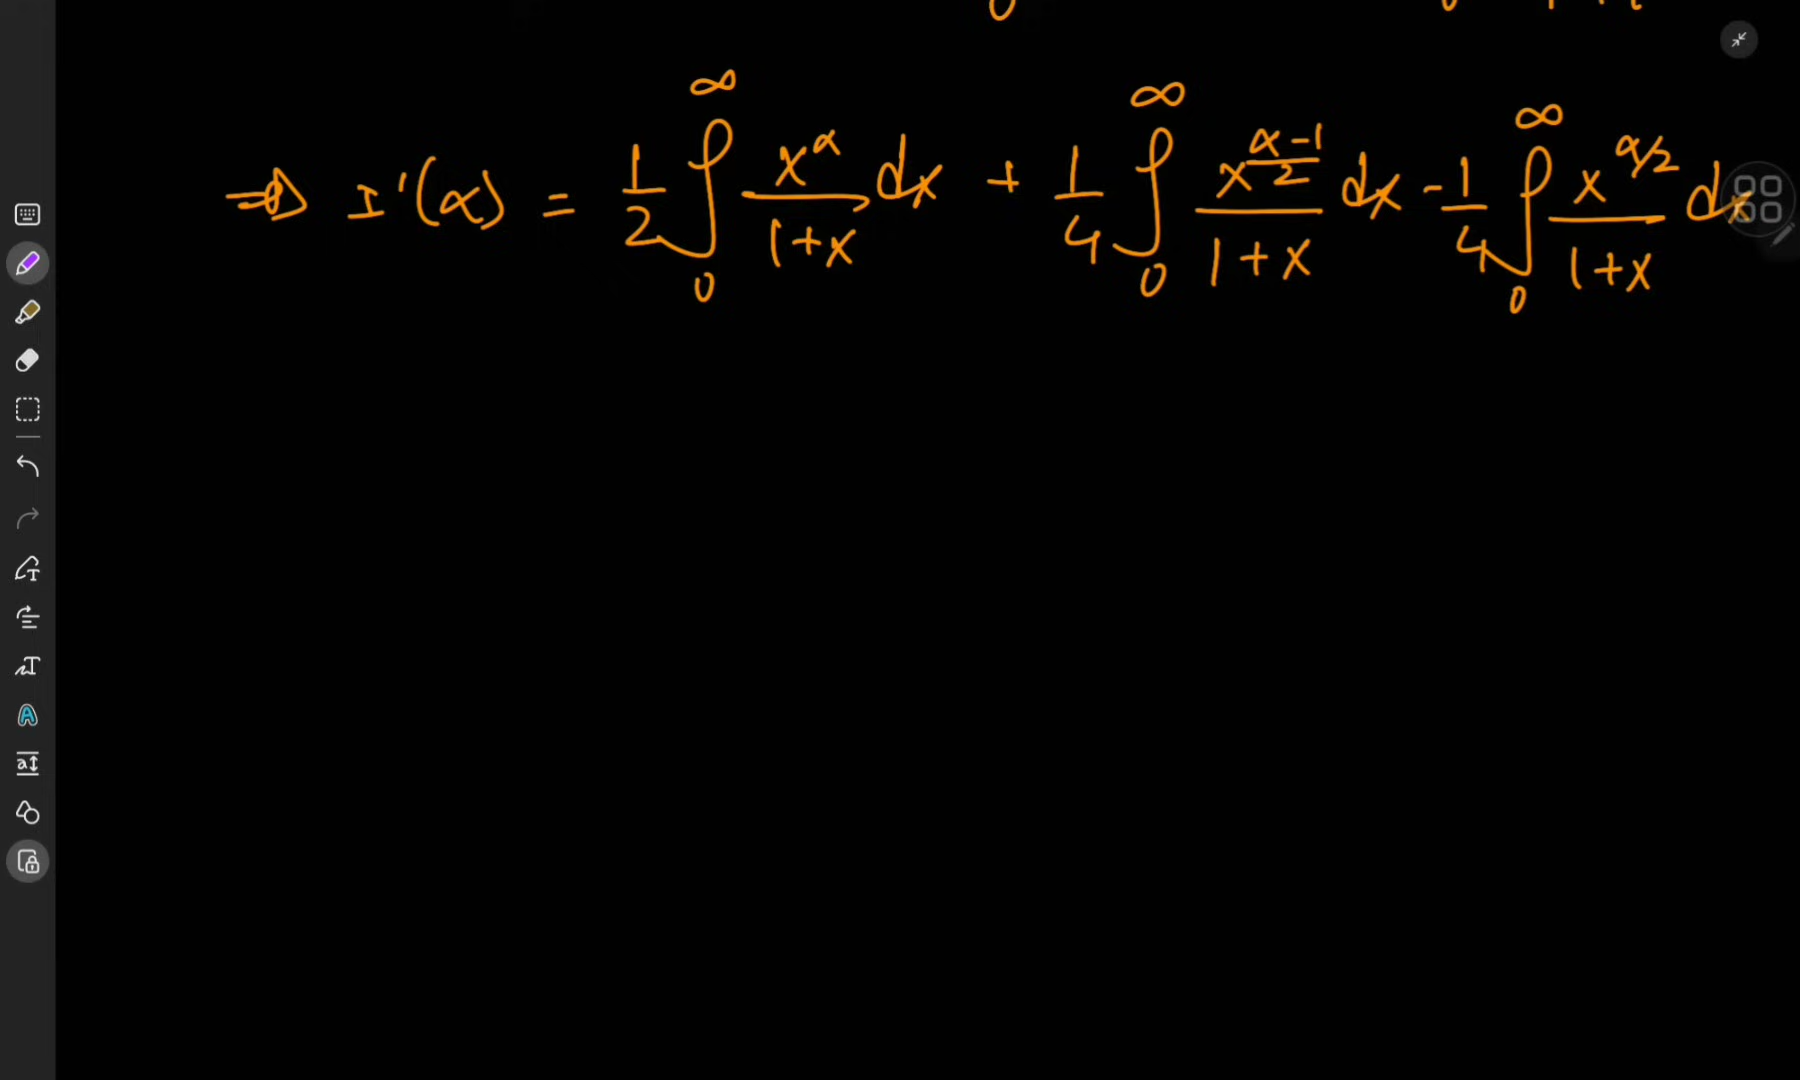 ⇒ I'(α) = 1/2 ∫₀^∞ x^α/(1+x) dx + 1/4 ∫₀^∞ x^((α-1)/2)/(1+x) dx - 1/4 ∫₀^∞ x^(α/2)/(1+x) dx